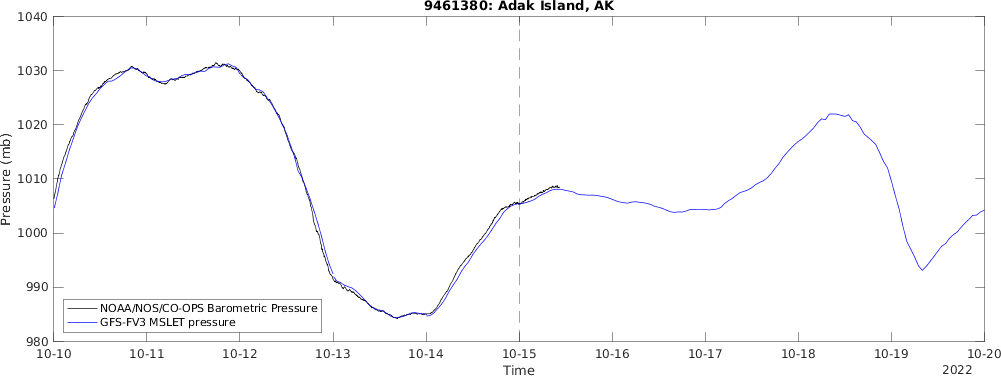 9461380: Adak Island, AK
Pressure (mb)
1040
1030
1020
1010
1000
990
980
NOAA/NOS/CO-OPS Barometric Pressure
GFS-FV3 MSLET pressure
10-10 10-11 10-12 10-13 10-14 10-15 10-16 10-17 10-18 10-19 10-20
Time
2022